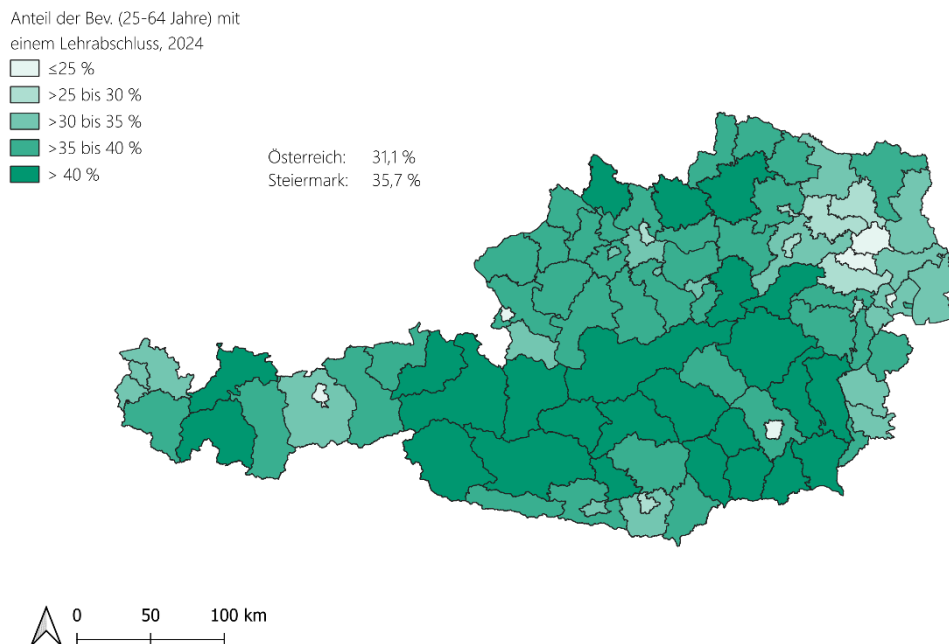 Anteil der Bev. (25-64 Jahre) mit
einem Lehrabschluss, 2024
≤25 %
>25 bis 30 %
>30 bis 35 %
>35 bis 40 %
> 40 %
Österreich: 31,1 %
Steiermark: 35,7 %
0 50 100 km